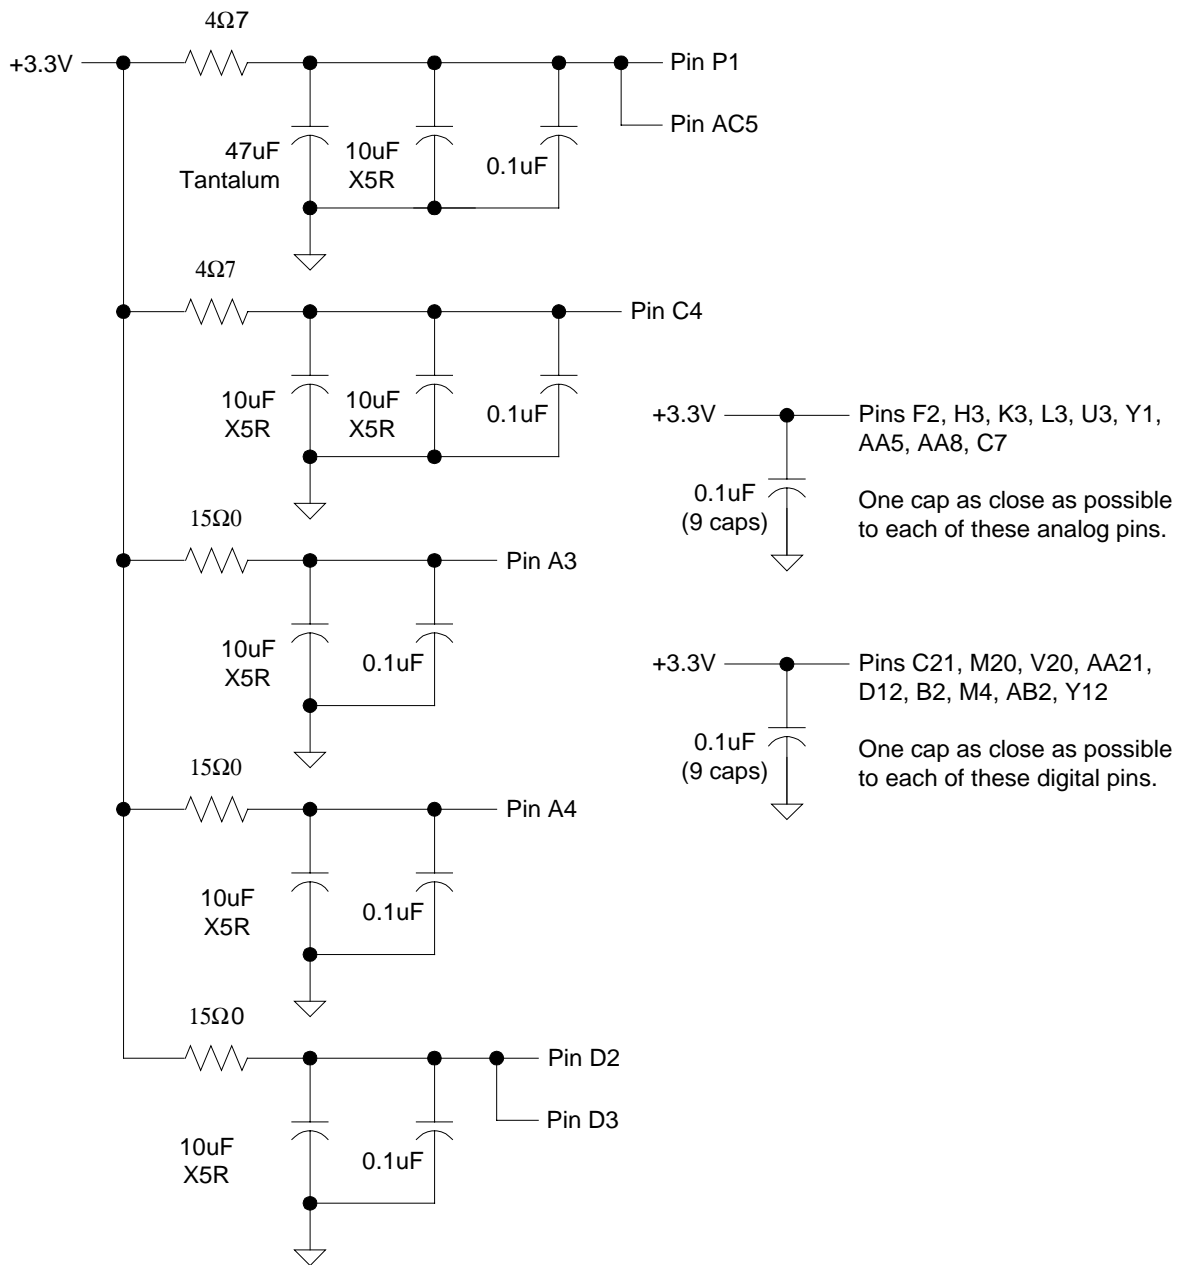 4Ω7
+3.3V
Pin P1
Pin AC5
47uF
Tantalum
10uF
X5R
0.1uF
4Ω7
Pin C4
10uF
X5R
10uF
X5R
0.1uF
+3.3V
Pins F2, H3, K3, L3, U3, Y1,
AA5, AA8, C7
0.1uF
(9 caps)
One cap as close as possible
to each of these analog pins.
15Ω0
Pin A3
10uF
X5R
0.1uF
+3.3V
Pins C21, M20, V20, AA21,
D12, B2, M4, AB2, Y12
0.1uF
(9 caps)
One cap as close as possible
to each of these digital pins.
15Ω0
Pin A4
10uF
X5R
0.1uF
15Ω0
Pin D2
Pin D3
10uF
X5R
0.1uF